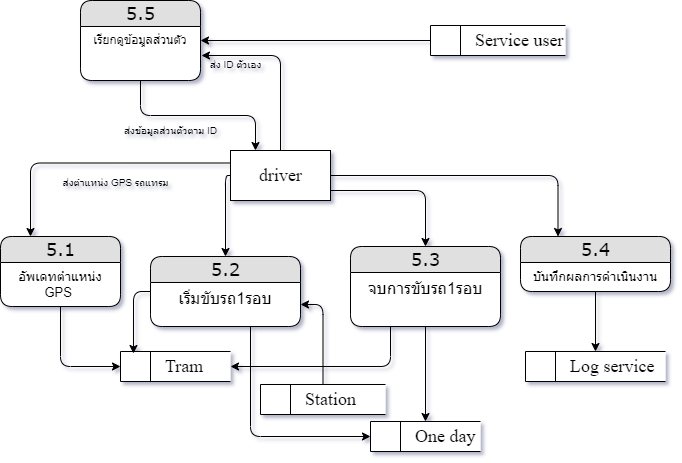 5.5
เรียกดูข้อมูลส่วนตัว
Service user
ส่ง ID ตัวเอง
ส่งข้อมูลส่วนตัวตาม ID
driver
ส่งตำแหน่ง GPS รถแทรม
5.1
อัพเดทตำแหน่ง
GPS
5.2
เริ่มขับรถ1รอบ
5.3
จบการขับรถ1รอบ
5.4
บันทึกผลการดำเนินงาน
Tram
Log service
Station
One day